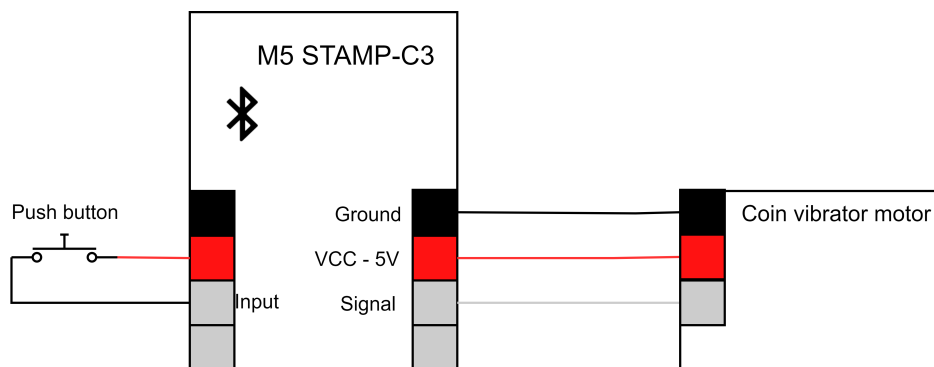 M5 STAMP-C3
Push button
Ground
Coin vibrator motor
VCC - 5V
Input
Signal